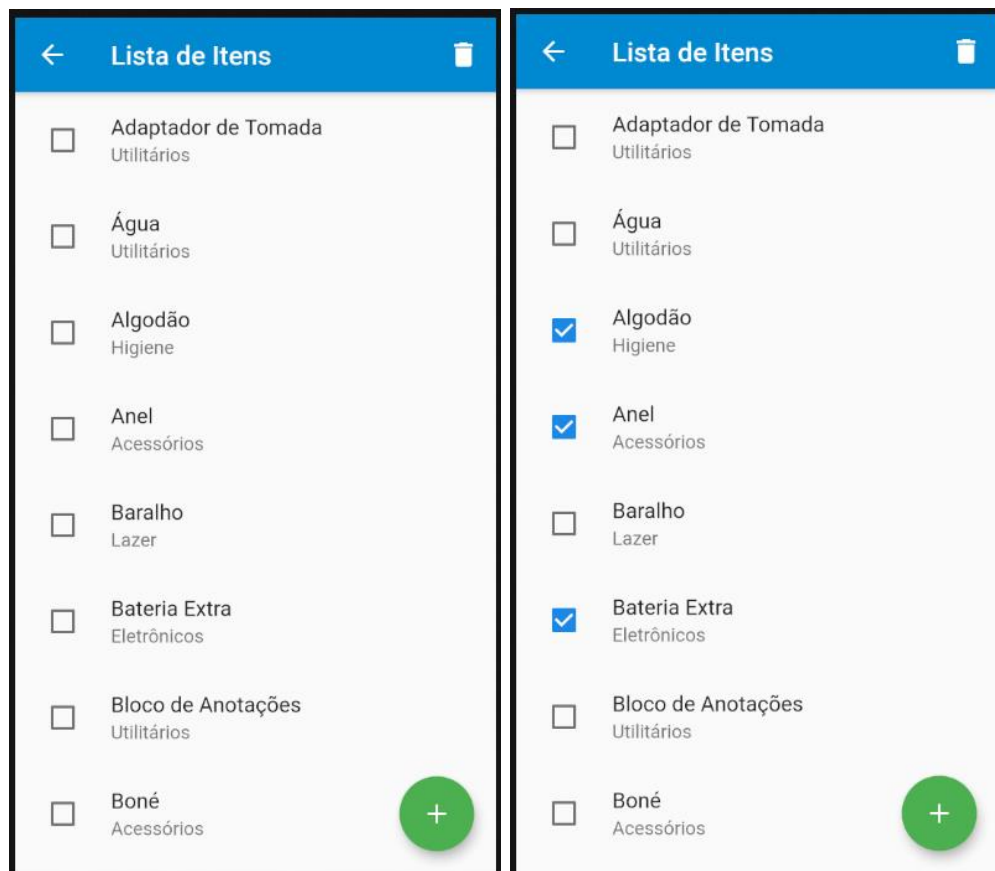 Lista de Itens
Adaptador de Tomada
Utilitários
Água
Utilitários
Algodão
Higiene
Anel
Acessórios
Baralho
Lazer
Bateria Extra
Eletrônicos
Bloco de Anotações
Utilitários
Boné
Acessórios
Lista de Itens
Adaptador de Tomada
Utilitários
Água
Utilitários
Algodão
Higiene
Anel
Acessórios
Baralho
Lazer
Bateria Extra
Eletrônicos
Bloco de Anotações
Utilitários
Boné
Acessórios